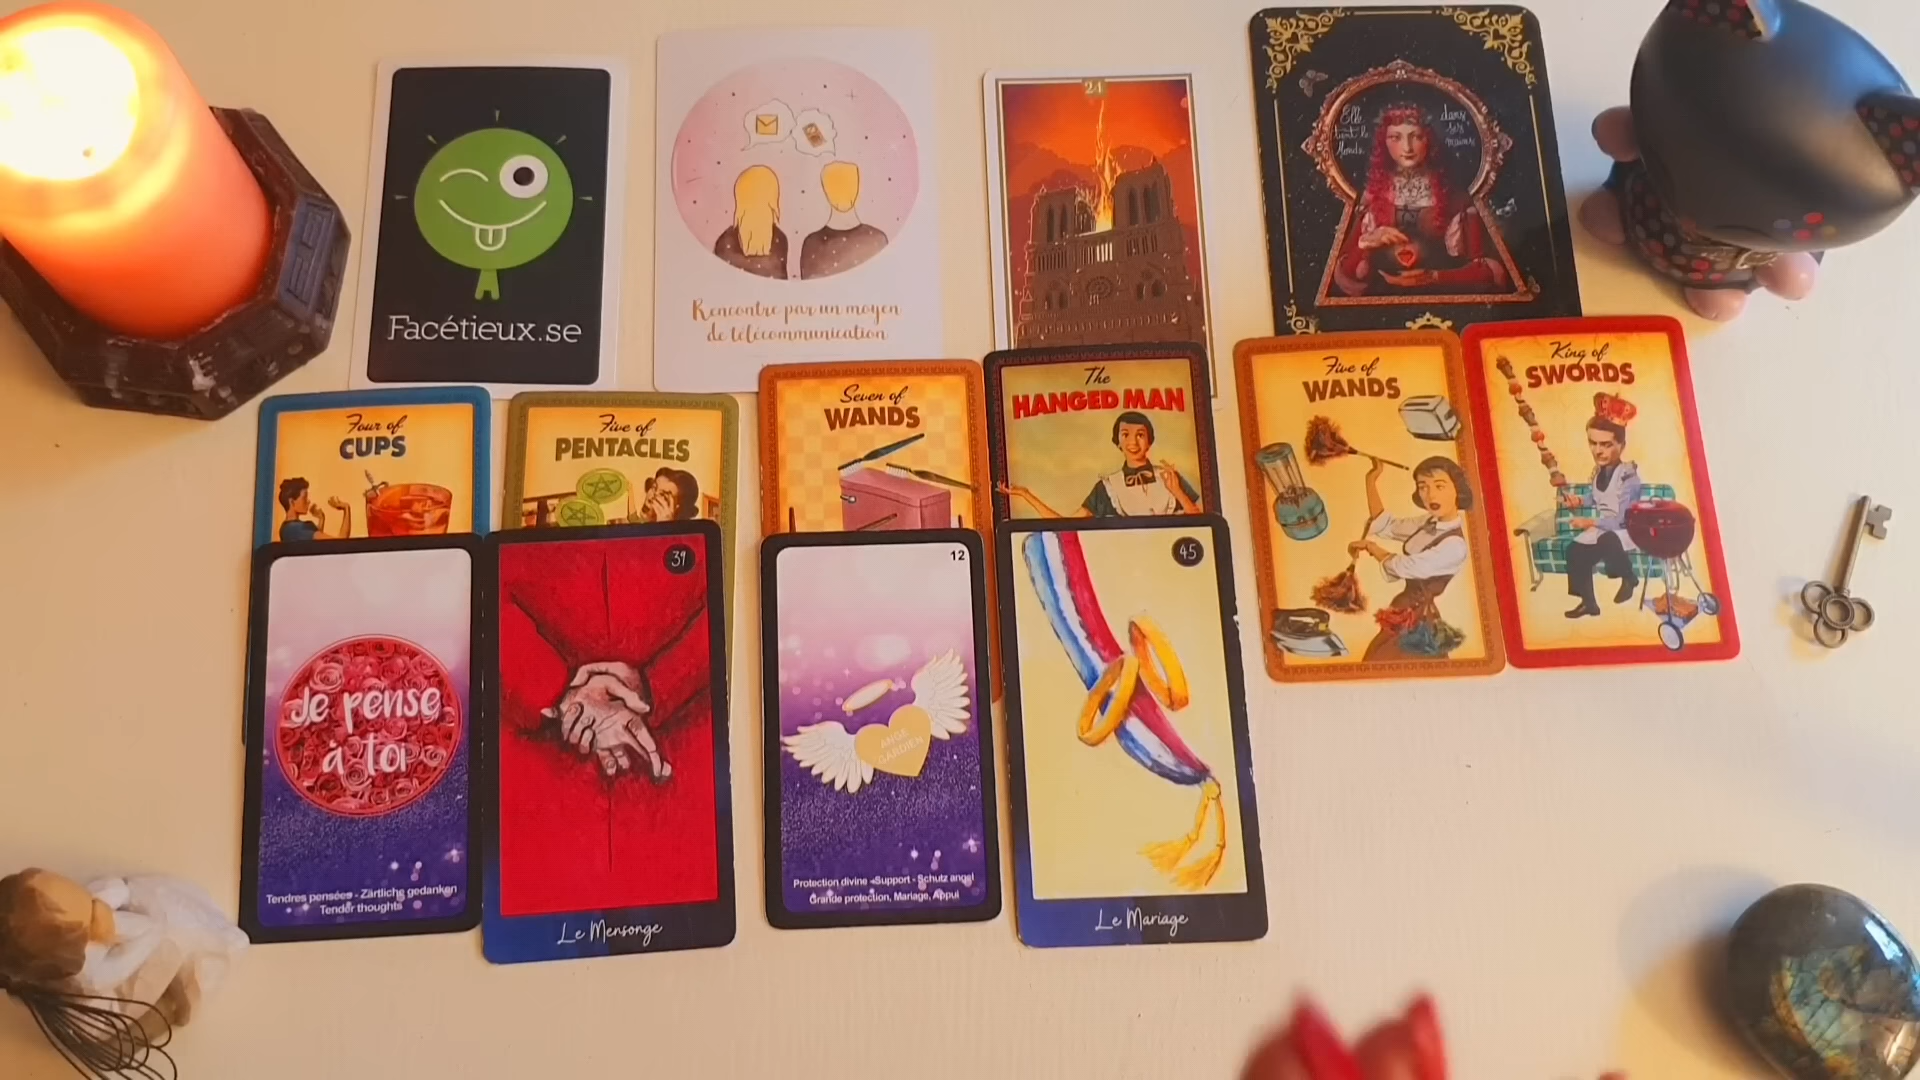 Facétieux.se
Rencontre par un moyen
de télécommunication
24
Elle
tient le
Monde
dans
ses
mains
Four of
CUPS
Five of
PENTACLES
Seven of
WANDS
The
HANGED MAN
Five of
WANDS
King of
SWORDS
Je pense
à toi
Tendres pensées - Zärtliche gedanken
Tender thoughts
39
Le Mensonge
12
ANGE
GARDIEN
Protection divine - Support - Schutz angel
Grande protection, Mariage, Appui
45
Le Mariage